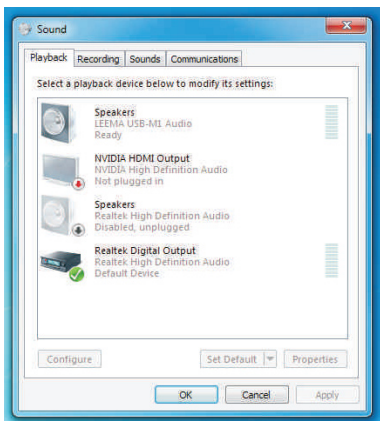 Sound
Playback Recording Sounds Communications
Select a playback device below to modify its settings:
Speakers
LEEMA USB-M1 Audio
Ready
NVIDIA HDMI Output
NVIDIA High Definition Audio
Not plugged in
Speakers
Realtek High Definition Audio
Disabled, unplugged
Realtek Digital Output
Realtek High Definition Audio
Default Device
Configure Set Default Properties
OK Cancel Apply